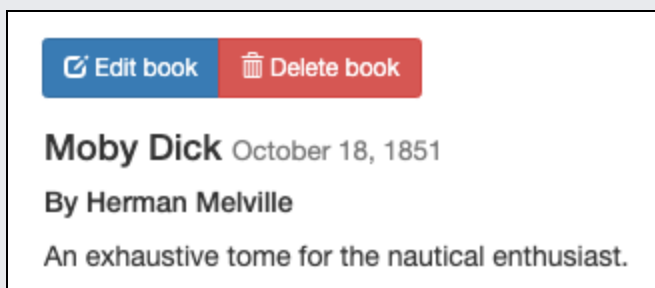 Edit book Delete book
Moby Dick October 18, 1851
By Herman Melville
An exhaustive tome for the nautical enthusiast.